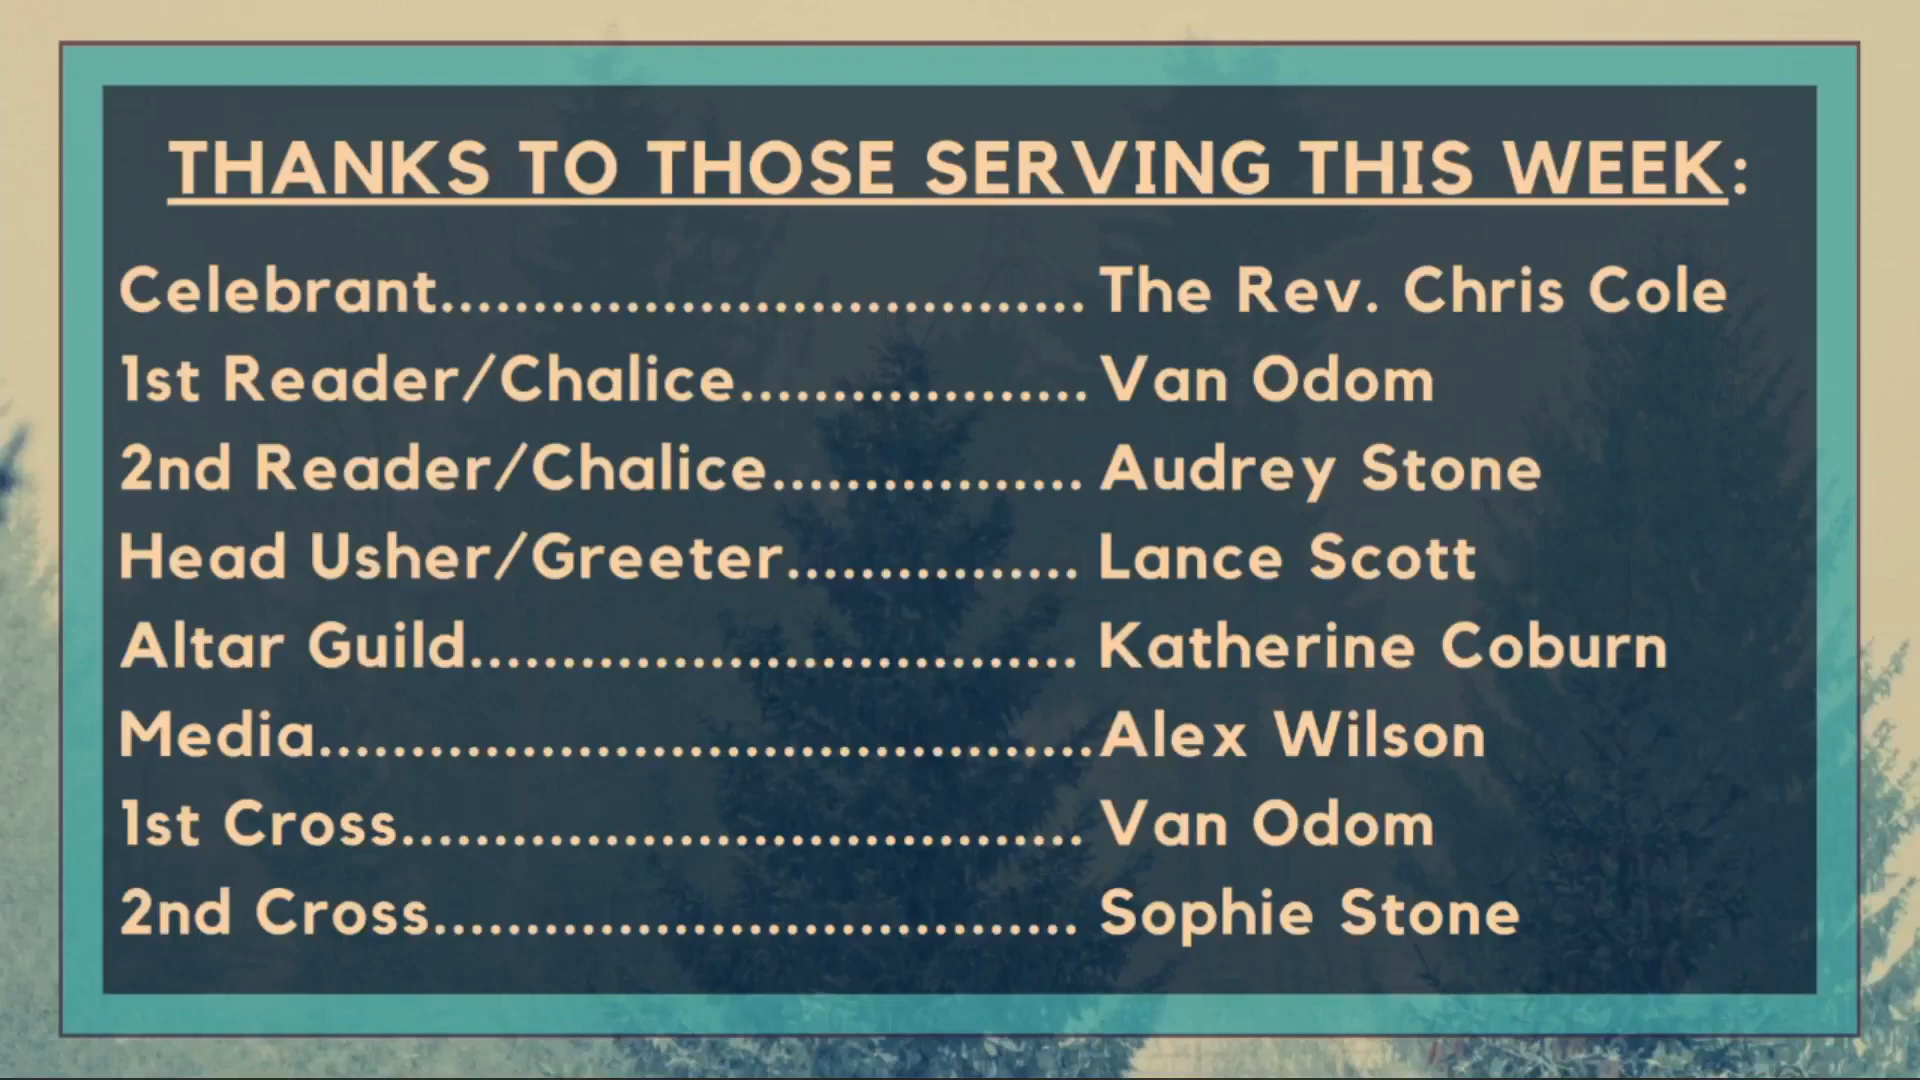 THANKS TO THOSE SERVING THIS WEEK:
Celebrant................................... The Rev. Chris Cole
1st Reader/Chalice................... Van Odom
2nd Reader/Chalice................. Audrey Stone
Head Usher/Greeter................ Lance Scott
Altar Guild................................. Katherine Coburn
Media..........................................Alex Wilson
1st Cross..................................... Van Odom
2nd Cross................................... Sophie Stone